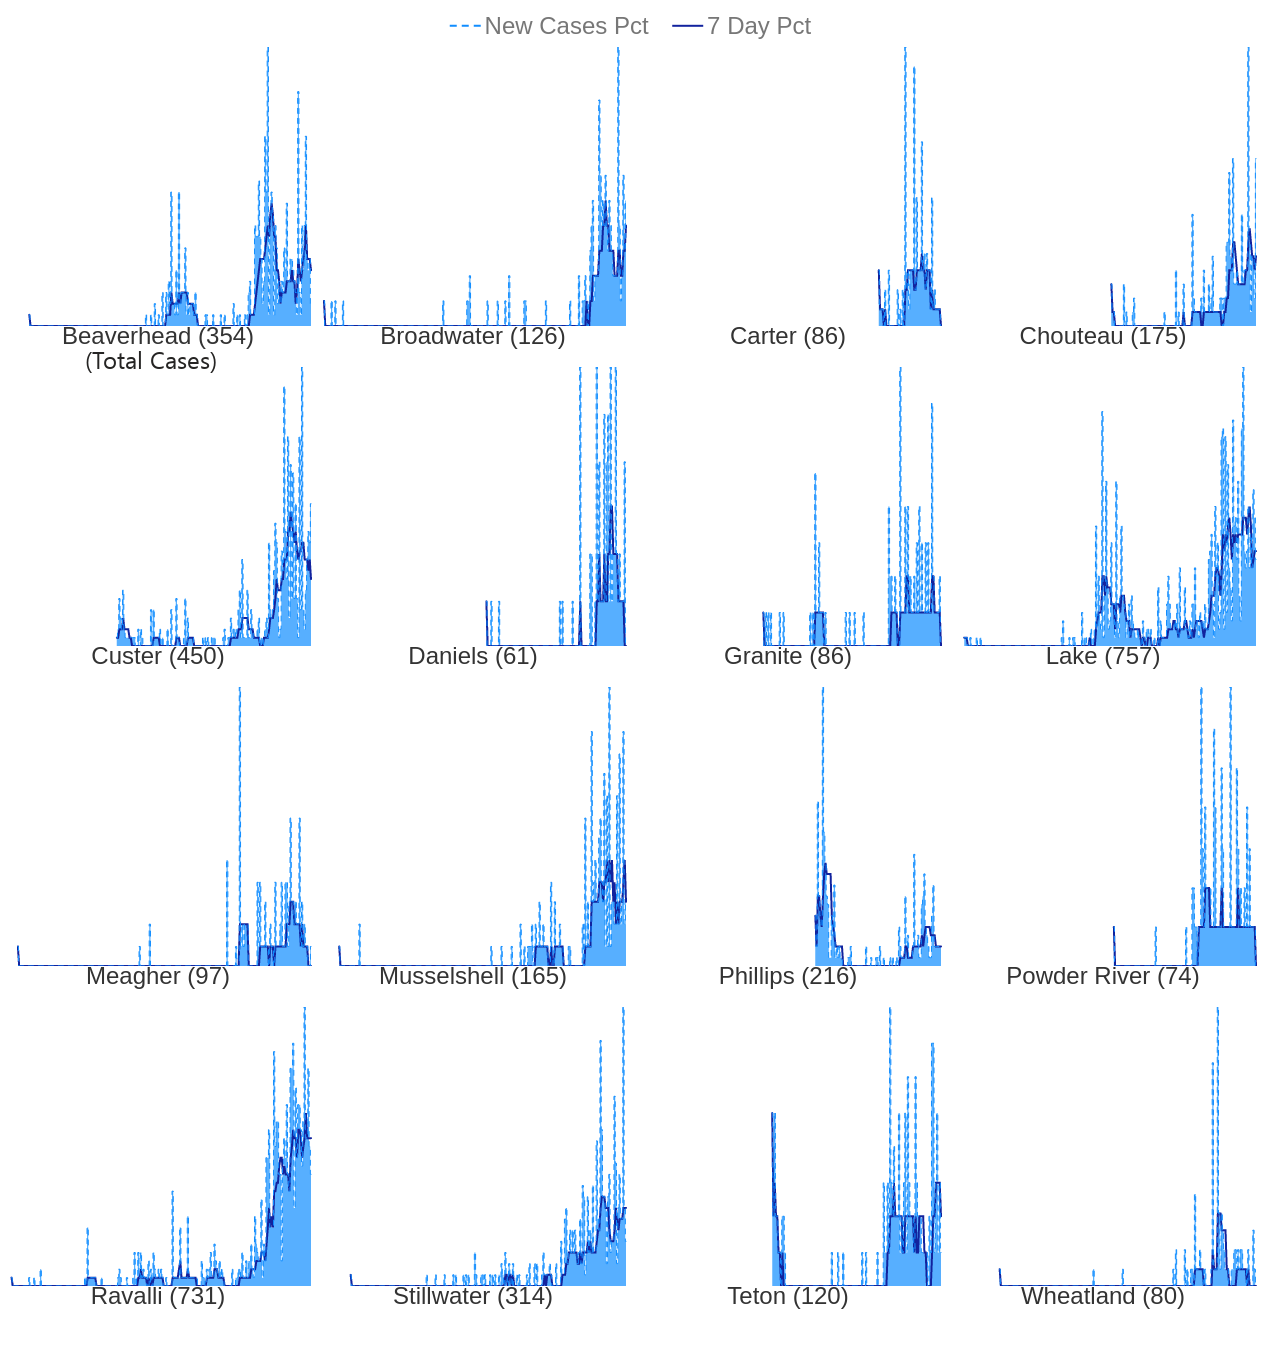 New Cases Pct 7 Day Pct
Beaverhead (354) Broadwater (126) Carter (86) Chouteau (175)
(Total Cases)
Custer (450) Daniels (61) Granite (86) Lake (757)
Meagher (97) Musselshell (165) Phillips (216) Powder River (74)
Ravalli (731) Stillwater (314) Teton (120) Wheatland (80)